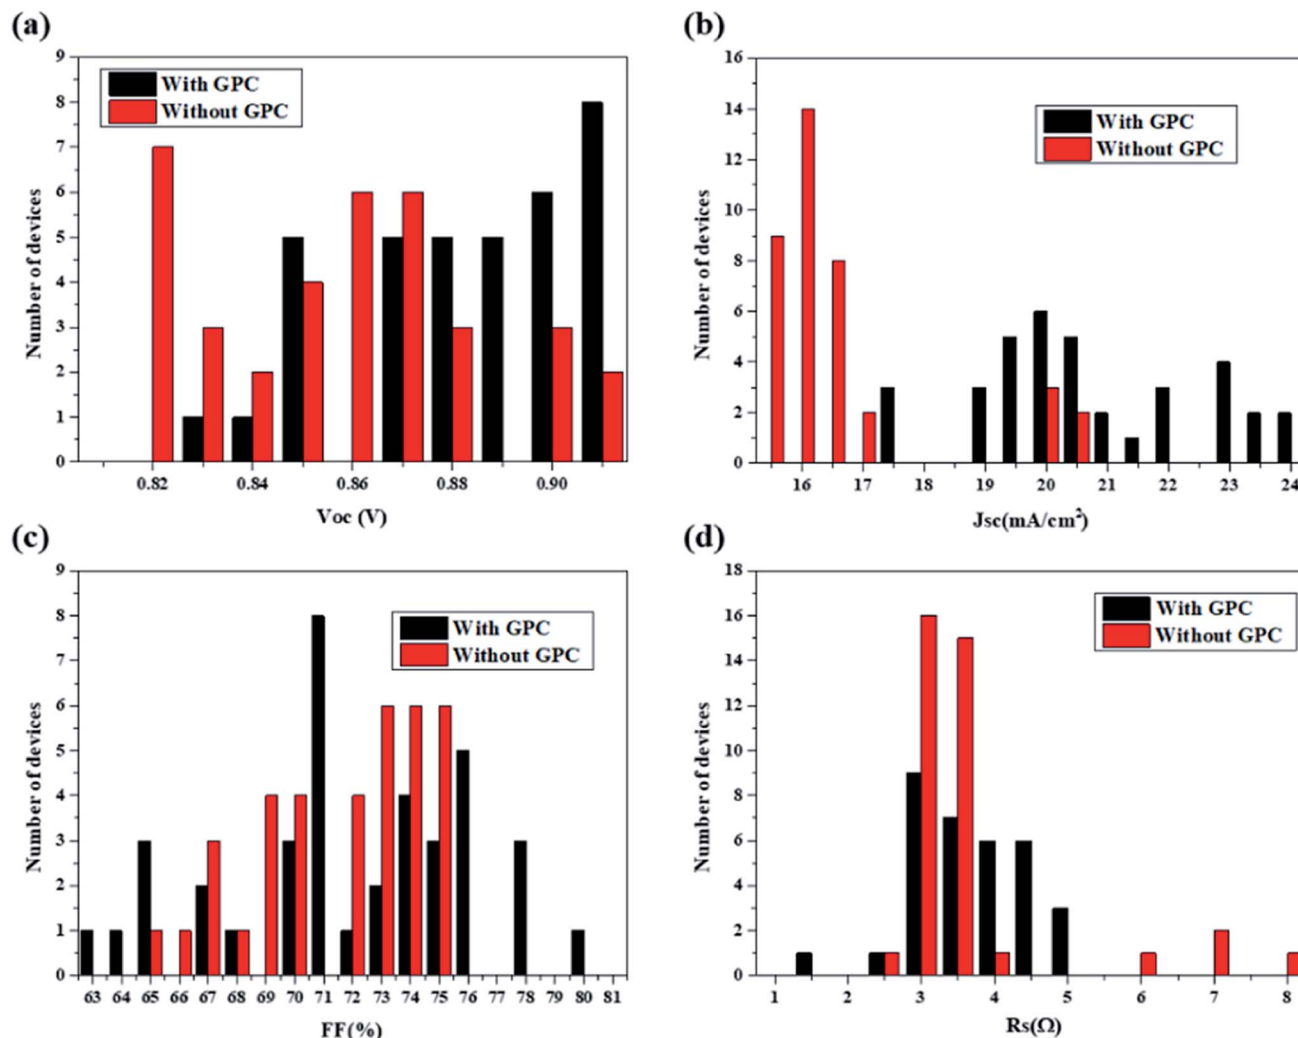 (a)
9
8
7
6
5
4
3
2
1
0
Number of devices
With GPC
Without GPC
0.82 0.84 0.86 0.88 0.90
Voc (V)
(b)
16
14
12
10
8
6
4
2
0
Number of devices
With GPC
Without GPC
16 17 18 19 20 21 22 23 24
Jsc(mA/cm²)
(c)
9
8
7
6
5
4
3
2
1
0
Number of devices
With GPC
Without GPC
63 64 65 66 67 68 69 70 71 72 73 74 75 76 77 78 79 80 81
FF(%)
(d)
18
16
14
12
10
8
6
4
2
0
Number of devices
With GPC
Without GPC
1 2 3 4 5 6 7 8
Rs(Ω)